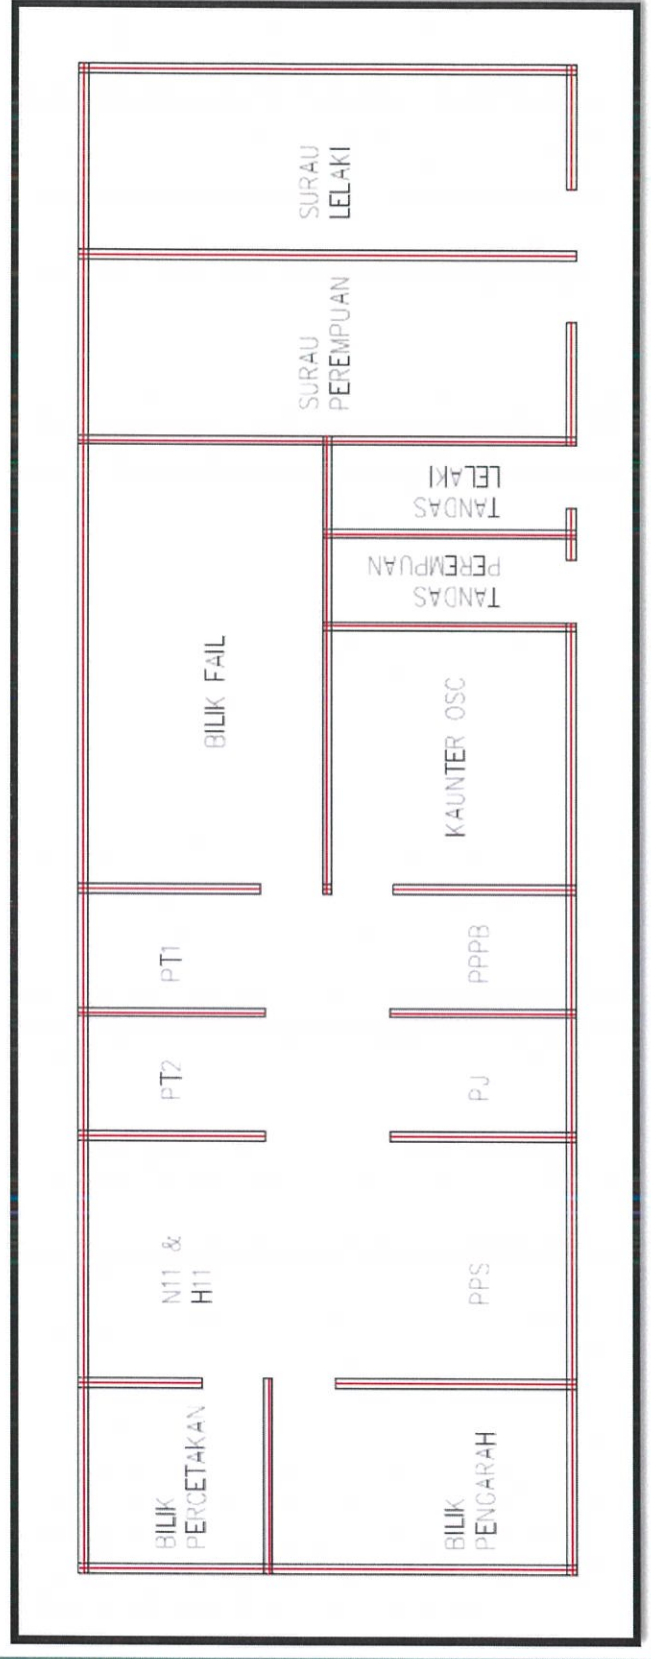 SURAU
LELAKI
SURAU
PEREMPUAN
TANDAS
LELAKI
TANDAS
PEREMPUAN
BILIK FAIL
KAUNTER OSC
PT1
PPPB
PT2
PJ
N11 &
H11
PPS
BILIK
PERCETAKAN
BILIK
PENGARAH